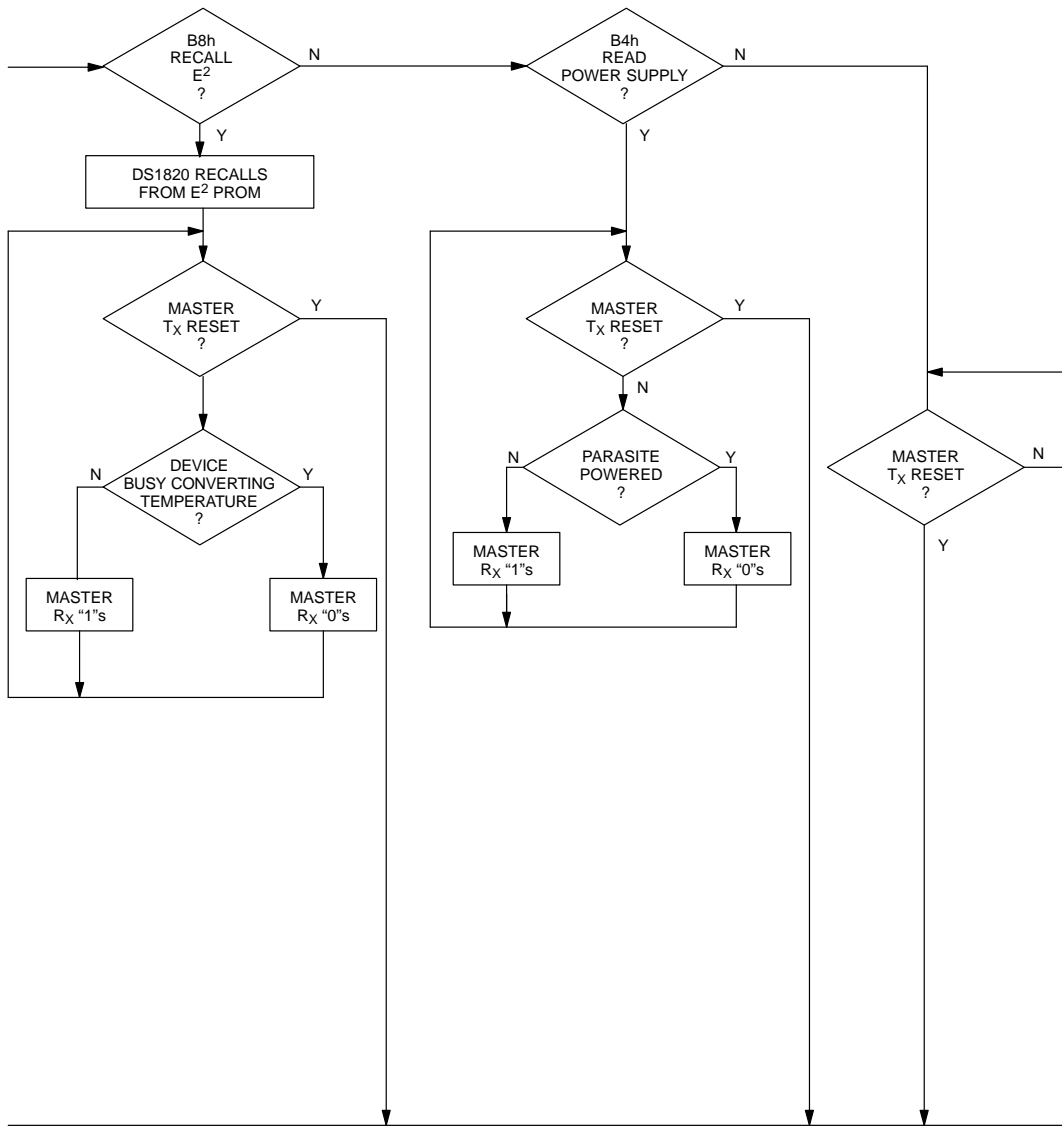 B8h
RECALL
E²
?
N
Y
B4h
READ
POWER SUPPLY
?
N
Y
DS1820 RECALLS
FROM E² PROM
MASTER
Tx RESET
?
Y
DEVICE
BUSY CONVERTING
TEMPERATURE
?
N
Y
MASTER
Rx “1”s
MASTER
Rx “0”s
MASTER
Tx RESET
?
Y
N
PARASITE
POWERED
?
N
Y
MASTER
Rx “1”s
MASTER
Rx “0”s
MASTER
Tx RESET
?
N
Y